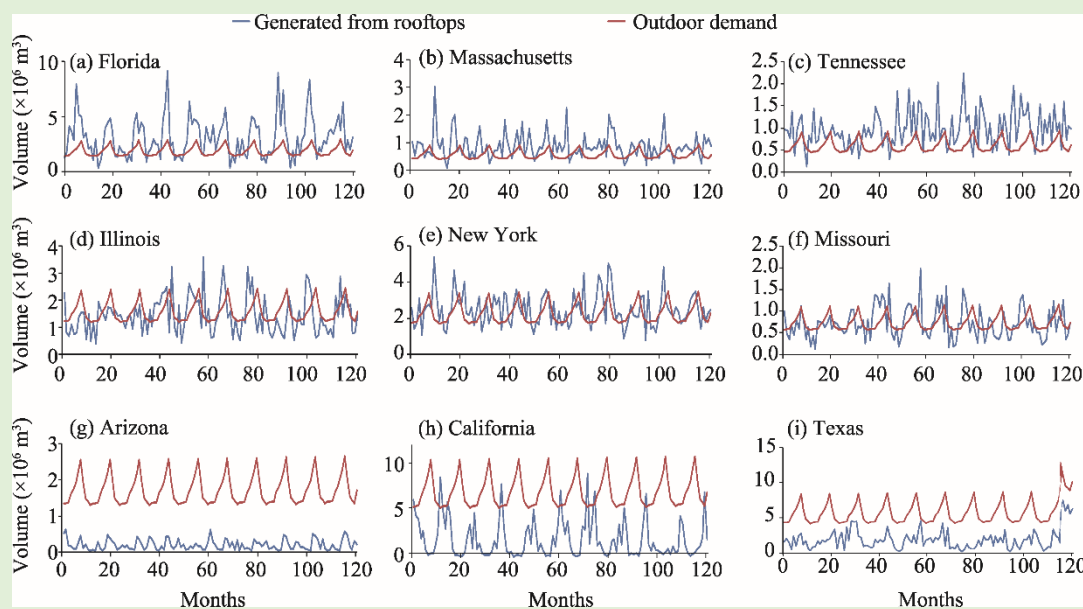 Generated from rooftops Outdoor demand
Volume (×10⁶ m³)
(a) Florida (b) Massachusetts (c) Tennessee
10 5 0
4 3 2 1 0
2.5 2.0 1.5 1.0 0.5 0.0
0 20 40 60 80 100 120 0 20 40 60 80 100 120 0 20 40 60 80 100 120
Volume (×10⁶ m³)
(d) Illinois (e) New York (f) Missouri
4 3 2 1 0
6 4 2 0
2.5 2.0 1.5 1.0 0.5 0.0
0 20 40 60 80 100 120 0 20 40 60 80 100 120 0 20 40 60 80 100 120
Volume (×10⁶ m³)
(g) Arizona (h) California (i) Texas
3 2 1 0
10 5 0
15 10 5 0
0 20 40 60 80 100 120 0 20 40 60 80 100 120 0 20 40 60 80 100 120
Months Months Months